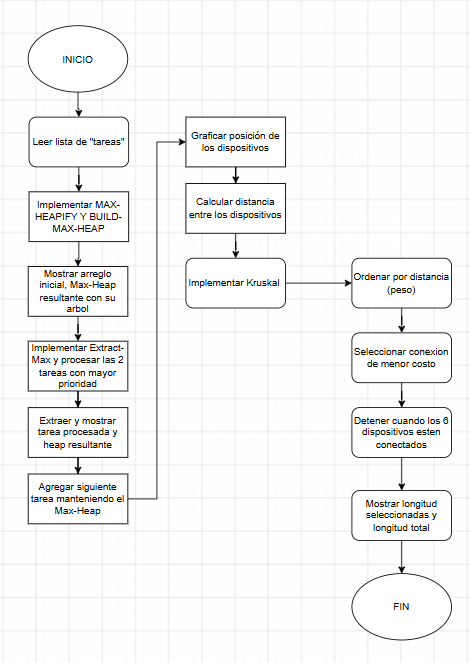 INICIO
Leer lista de "tareas"
Implementar MAX-
HEAPIFY Y BUILD-
MAX-HEAP
Mostrar arreglo
inicial, Max-Heap
resultante con su
arbol
Implementar Extract-
Max y procesar las 2
tareas con mayor
prioridad
Extraer y mostrar
tarea procesada y
heap resultante
Agregar siguiente
tarea manteniendo el
Max-Heap
Graficar posición de
los dispositivos
Calcular distancia
entre los dispositivos
Implementar Kruskal
Ordenar por distancia
(peso)
Seleccionar conexion
de menor costo
Detener cuando los 6
dispositivos esten
conectados
Mostrar longitud
seleccionadas y
longitud total
FIN